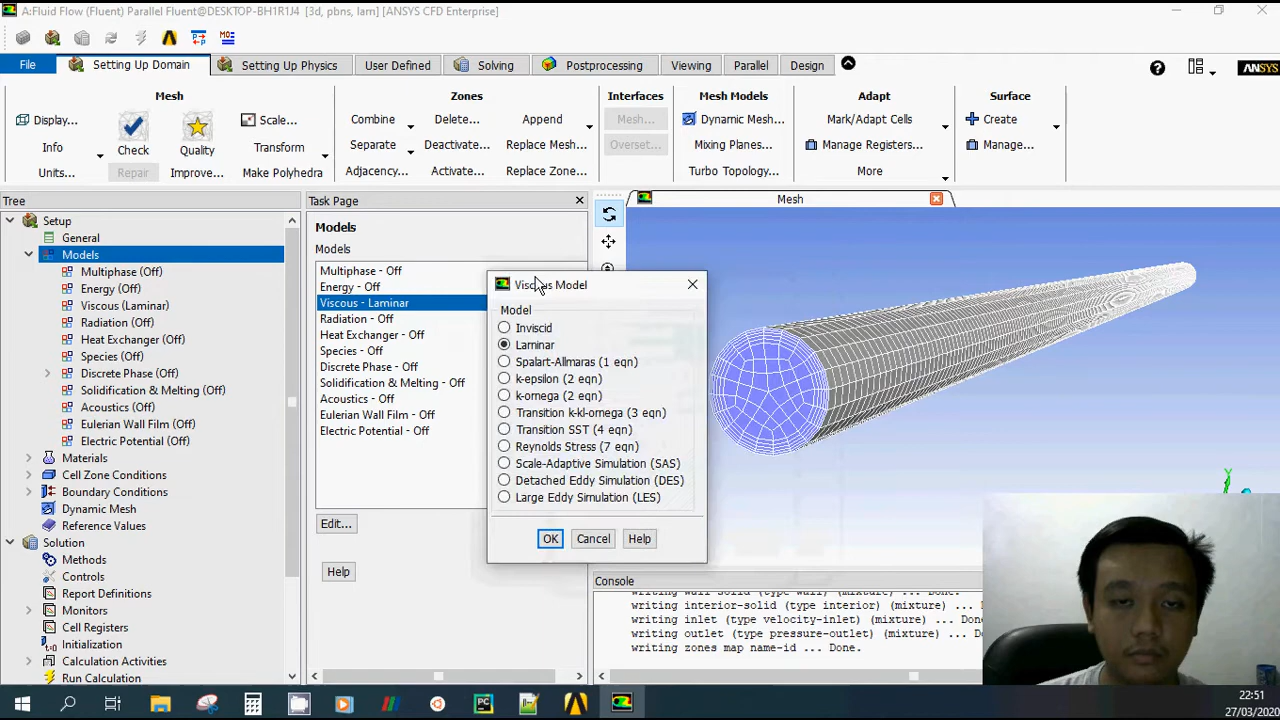 A:Fluid Flow (Fluent) Parallel Fluent@DESKTOP-BH1R1J4 [3d, pbns, lam] [ANSYS CFD Enterprise]
File
Setting Up Domain
Setting Up Physics
User Defined
Solving
Postprocessing
Viewing
Parallel
Design
ANSYS
Mesh
Zones
Interfaces
Mesh Models
Adapt
Surface
Display...
Info
Units...
Check
Repair
Quality
Improve...
Scale...
Transform
Make Polyhedra
Combine
Separate
Adjacency...
Delete...
Deactivate...
Activate...
Append
Replace Mesh...
Replace Zone...
Mesh...
Overset...
Dynamic Mesh...
Mixing Planes...
Turbo Topology...
Mark/Adapt Cells
Manage Registers...
More
Create
Manage...
Tree
Setup
General
Models
Multiphase (Off)
Energy (Off)
Viscous (Laminar)
Radiation (Off)
Heat Exchanger (Off)
Species (Off)
Discrete Phase (Off)
Solidification & Melting (Off)
Acoustics (Off)
Eulerian Wall Film (Off)
Electric Potential (Off)
Materials
Cell Zone Conditions
Boundary Conditions
Dynamic Mesh
Reference Values
Solution
Methods
Controls
Report Definitions
Monitors
Cell Registers
Initialization
Calculation Activities
Run Calculation
Task Page
Models
Models
Multiphase - Off
Energy - Off
Viscous - Laminar
Radiation - Off
Heat Exchanger - Off
Species - Off
Discrete Phase - Off
Solidification & Melting - Off
Acoustics - Off
Eulerian Wall Film - Off
Electric Potential - Off
Edit...
Help
Viscous Model
Model
Inviscid
Laminar
Spalart-Allmaras (1 eqn)
k-epsilon (2 eqn)
k-omega (2 eqn)
Transition k-kl-omega (3 eqn)
Transition SST (4 eqn)
Reynolds Stress (7 eqn)
Scale-Adaptive Simulation (SAS)
Detached Eddy Simulation (DES)
Large Eddy Simulation (LES)
OK
Cancel
Help
Mesh
Y
Console
writing wall-solid (type wall) (mixture) ... Done.
writing interior-solid (type interior) (mixture) ... D
writing inlet (type velocity-inlet) (mixture) ... Done
writing outlet (type pressure-outlet) (mixture) ... Do
writing zones map name-id ... Done.
22:51
27/03/2020